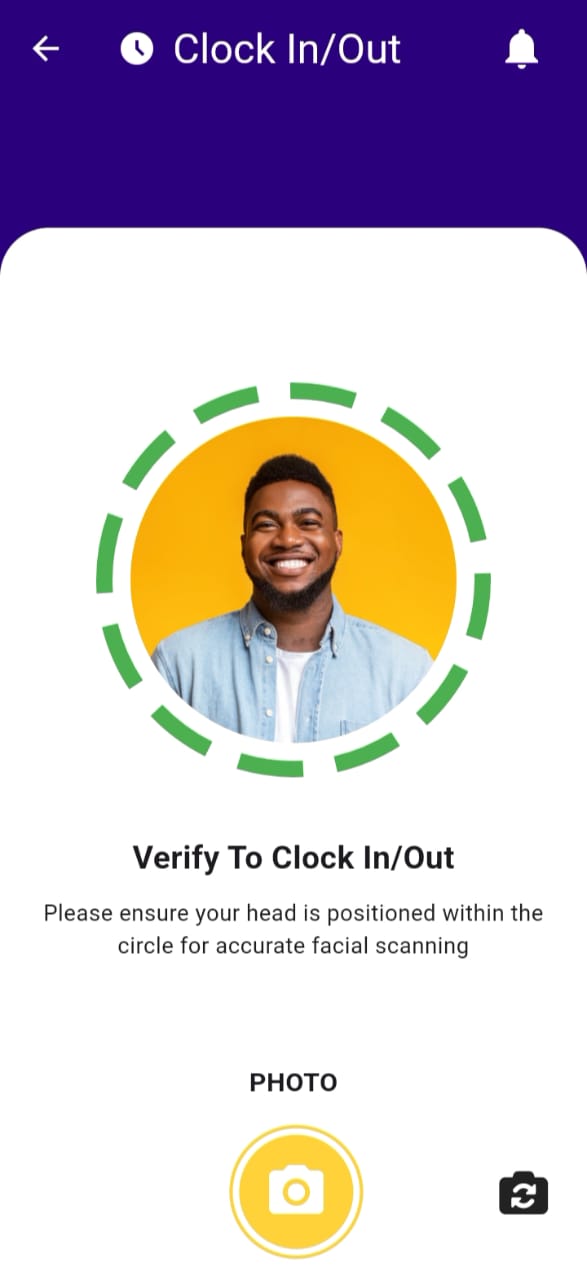 Clock In/Out
Verify To Clock In/Out
Please ensure your head is positioned within the
circle for accurate facial scanning
PHOTO